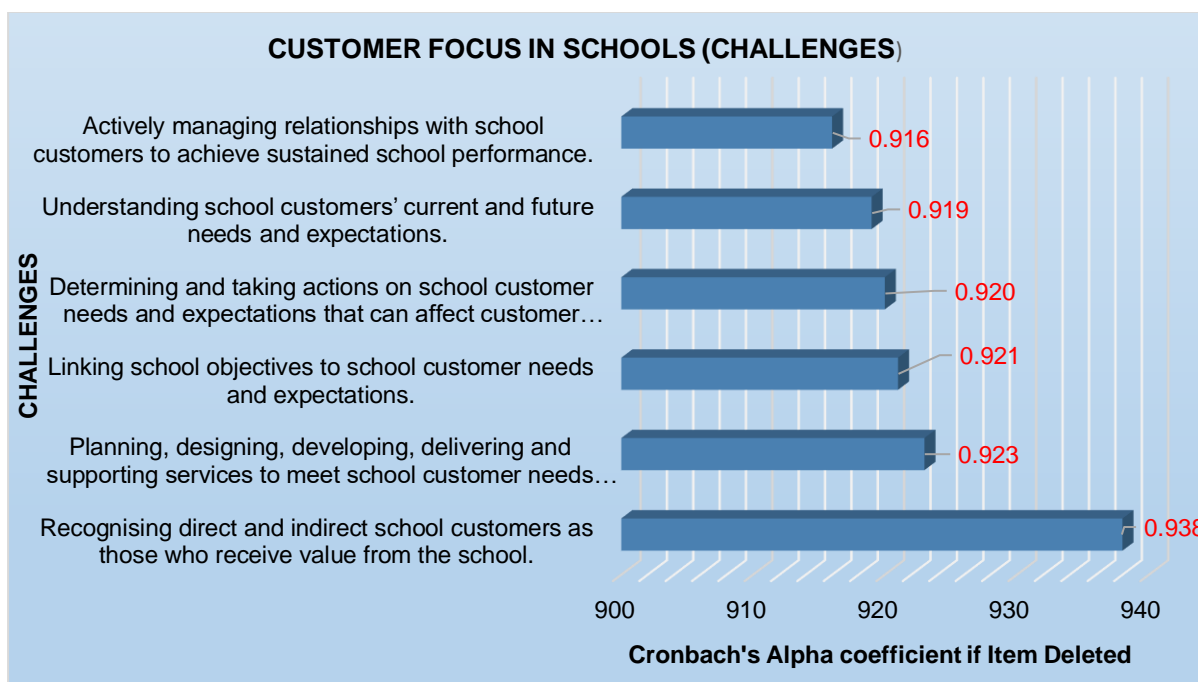 CUSTOMER FOCUS IN SCHOOLS (CHALLENGES)
CHALLENGES
Actively managing relationships with school
customers to achieve sustained school performance.
0.916
Understanding school customers’ current and future
needs and expectations.
0.919
Determining and taking actions on school customer
needs and expectations that can affect customer…
0.920
Linking school objectives to school customer needs
and expectations.
0.921
Planning, designing, developing, delivering and
supporting services to meet school customer needs…
0.923
Recognising direct and indirect school customers as
those who receive value from the school.
0.938
900 910 920 930 940
Cronbach's Alpha coefficient if Item Deleted